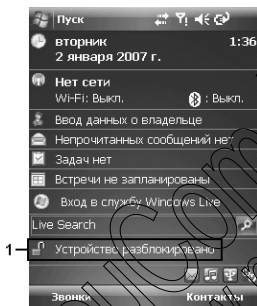 Пуск
вторник 1:36
2 января 2007 г.
Нет сети
Wi-Fi: Выкл. : Выкл.
Ввод данных о владельце
Непрочитанных сообщений нет
Задач нет
Встречи не запланированы
Вход в службу Windows Live
Live Search
1 Устройство разблокировано
Звонки Контакты